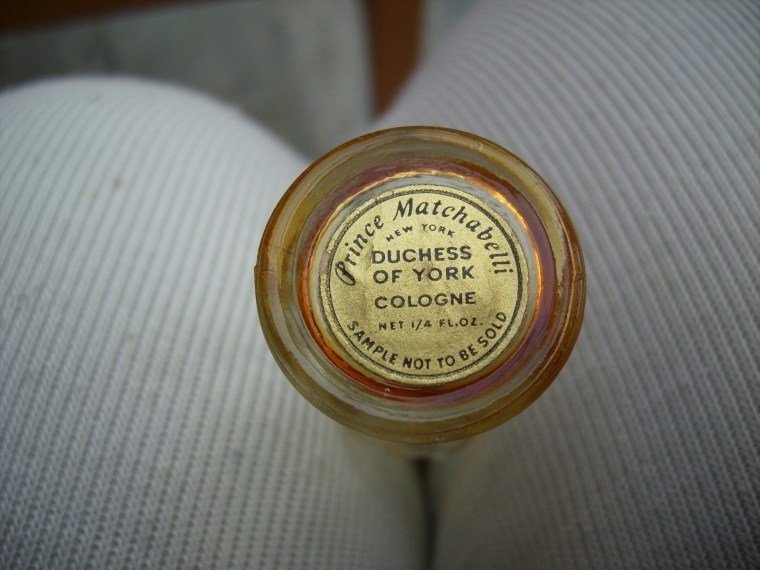 Prince Matchabelli
NEW YORK
DUCHESS
OF YORK
COLOGNE
NET 1/4 FL.OZ.
SAMPLE NOT TO BE SOLD